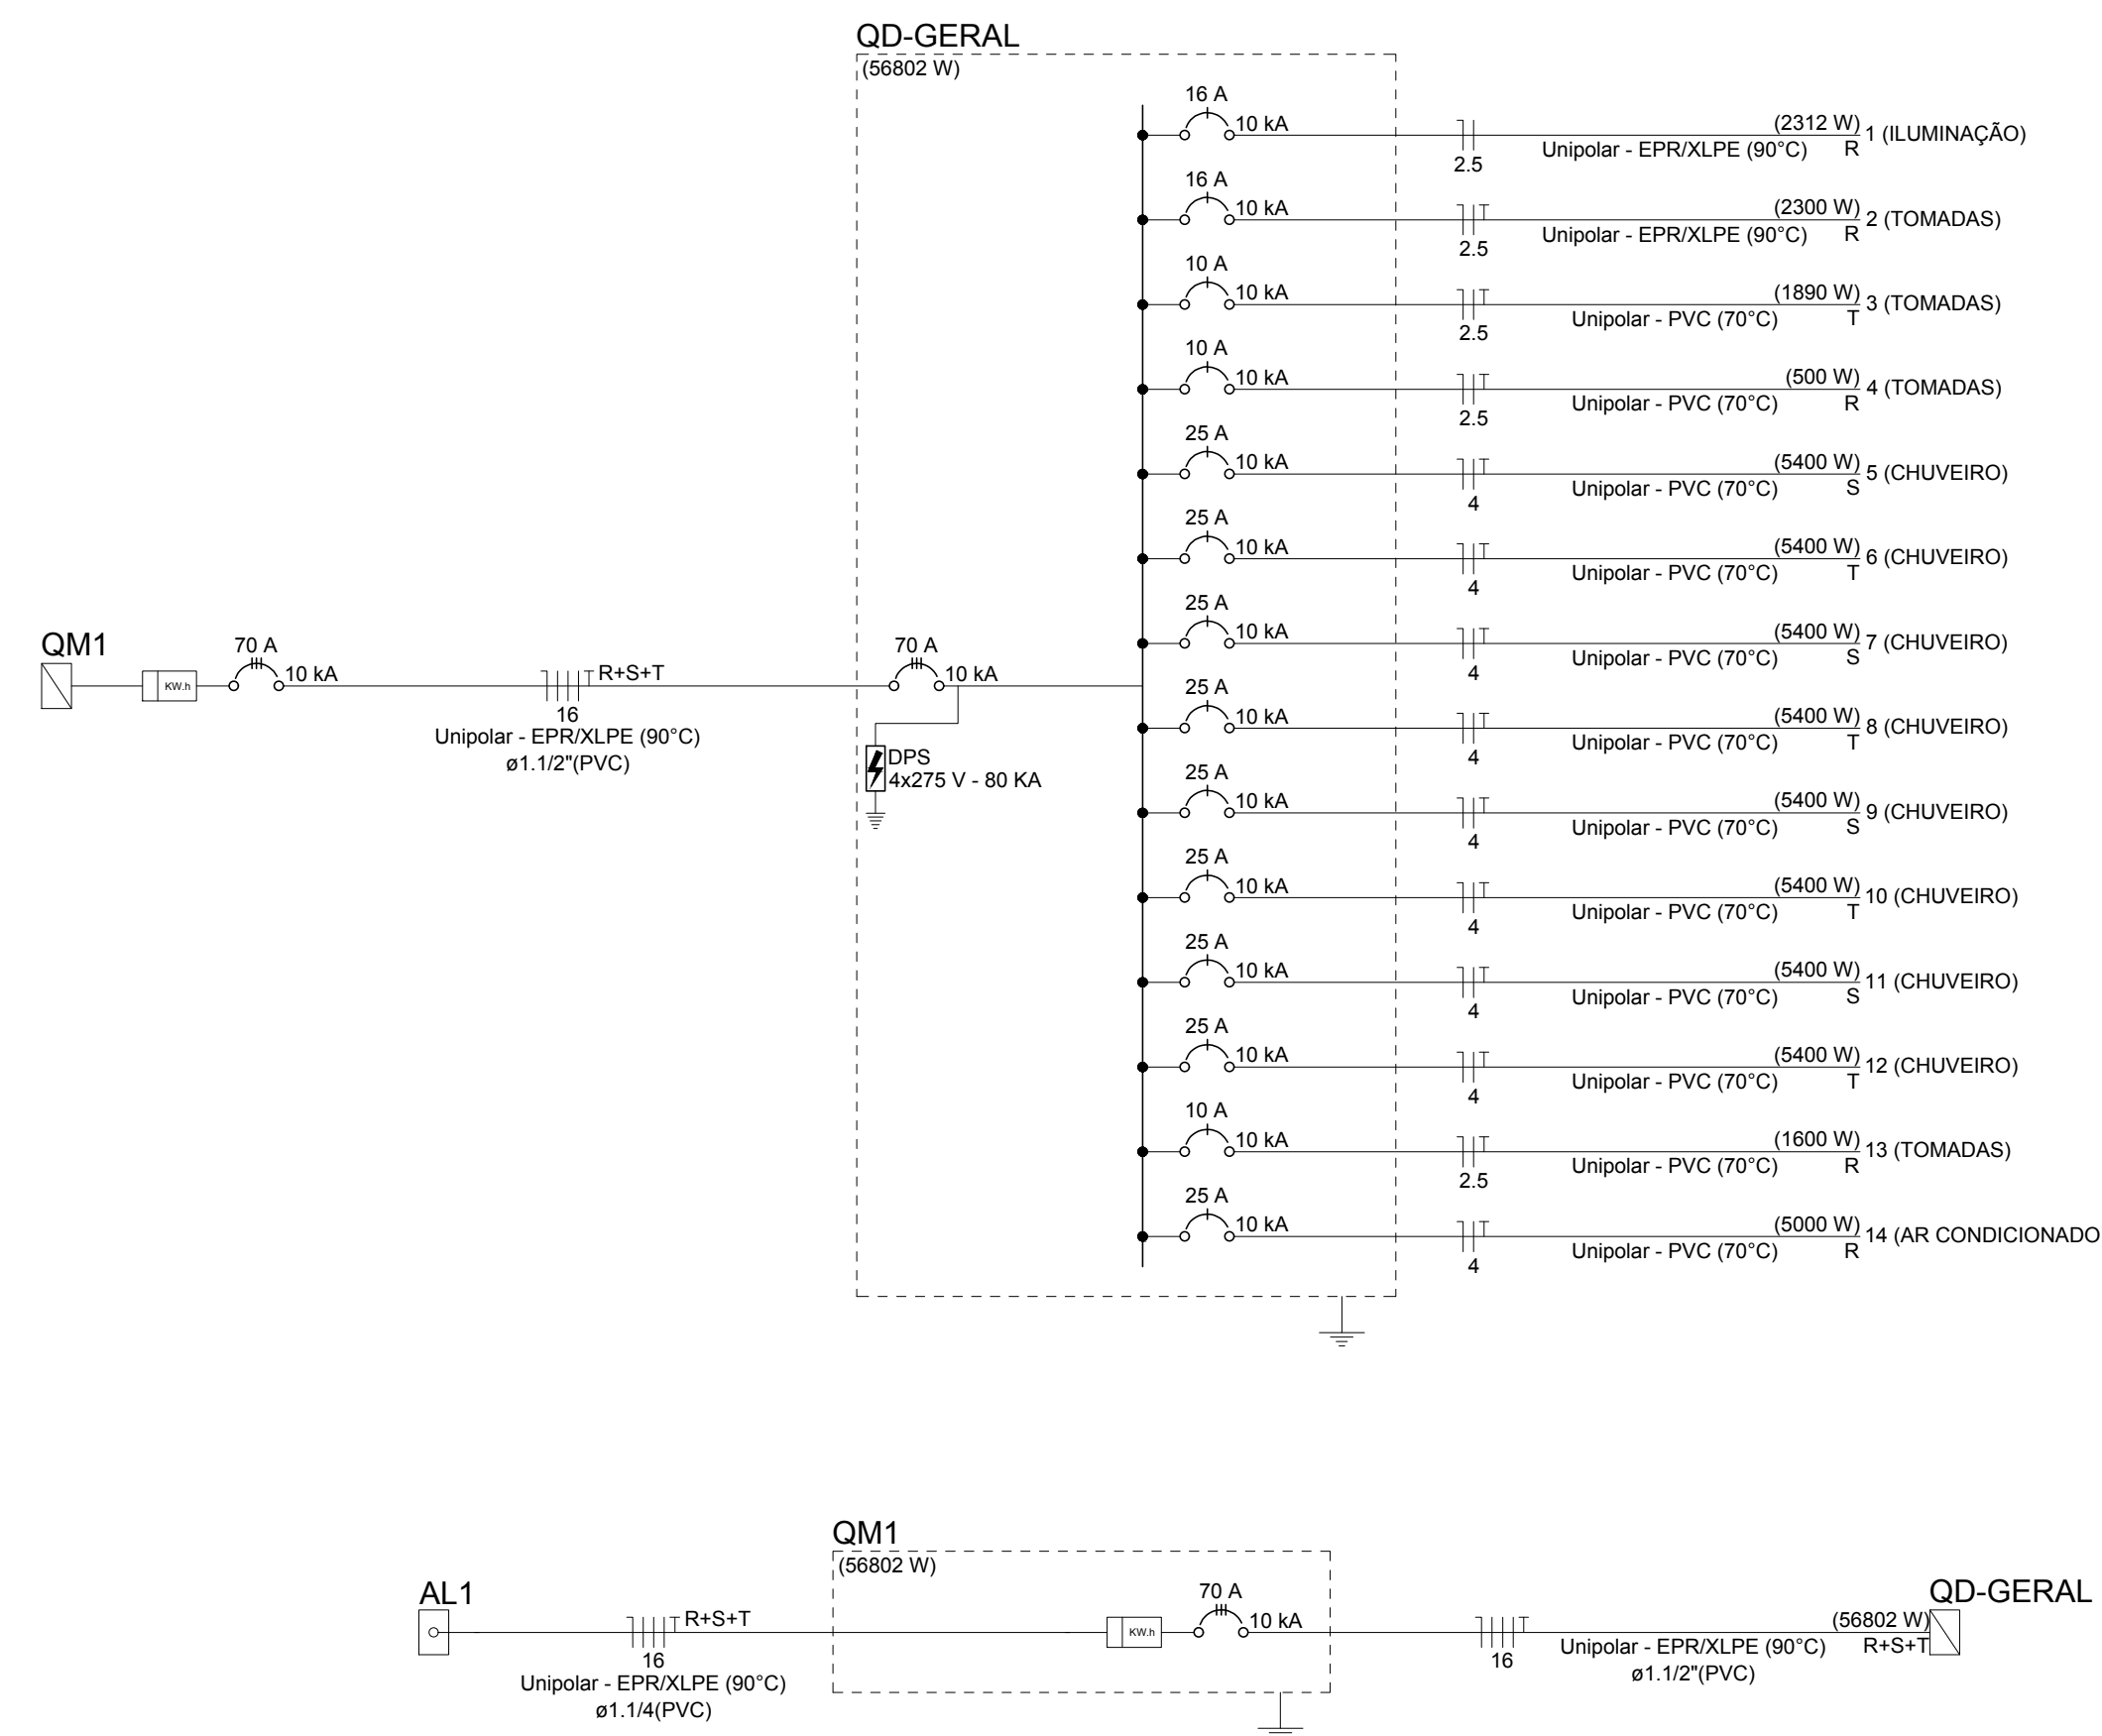 QD-GERAL
(56802 W)
16 A
10 kA
(2312 W)
1 (ILUMINAÇÃO)
2.5
Unipolar - EPR/XLPE (90°C)
R
16 A
10 kA
(2300 W)
2 (TOMADAS)
2.5
Unipolar - EPR/XLPE (90°C)
R
10 A
10 kA
(1890 W)
3 (TOMADAS)
2.5
Unipolar - PVC (70°C)
T
10 A
10 kA
(500 W)
4 (TOMADAS)
2.5
Unipolar - PVC (70°C)
R
25 A
10 kA
(5400 W)
5 (CHUVEIRO)
4
Unipolar - PVC (70°C)
S
25 A
10 kA
(5400 W)
6 (CHUVEIRO)
4
Unipolar - PVC (70°C)
T
25 A
10 kA
(5400 W)
7 (CHUVEIRO)
4
Unipolar - PVC (70°C)
S
QM1
KW.h
70 A
10 kA
R+S+T
16
Unipolar - EPR/XLPE (90°C)
ø1.1/2"(PVC)
70 A
10 kA
DPS
4x275 V - 80 KA
25 A
10 kA
(5400 W)
8 (CHUVEIRO)
4
Unipolar - PVC (70°C)
T
25 A
10 kA
(5400 W)
9 (CHUVEIRO)
4
Unipolar - PVC (70°C)
S
25 A
10 kA
(5400 W)
10 (CHUVEIRO)
4
Unipolar - PVC (70°C)
T
25 A
10 kA
(5400 W)
11 (CHUVEIRO)
4
Unipolar - PVC (70°C)
S
25 A
10 kA
(5400 W)
12 (CHUVEIRO)
4
Unipolar - PVC (70°C)
T
10 A
10 kA
(1600 W)
13 (TOMADAS)
2.5
Unipolar - PVC (70°C)
R
25 A
10 kA
(5000 W)
14 (AR CONDICIONADO
4
Unipolar - PVC (70°C)
R
QM1
(56802 W)
AL1
R+S+T
16
Unipolar - EPR/XLPE (90°C)
ø1.1/4(PVC)
KW.h
70 A
10 kA
16
Unipolar - EPR/XLPE (90°C)
ø1.1/2"(PVC)
QD-GERAL
(56802 W)
R+S+T